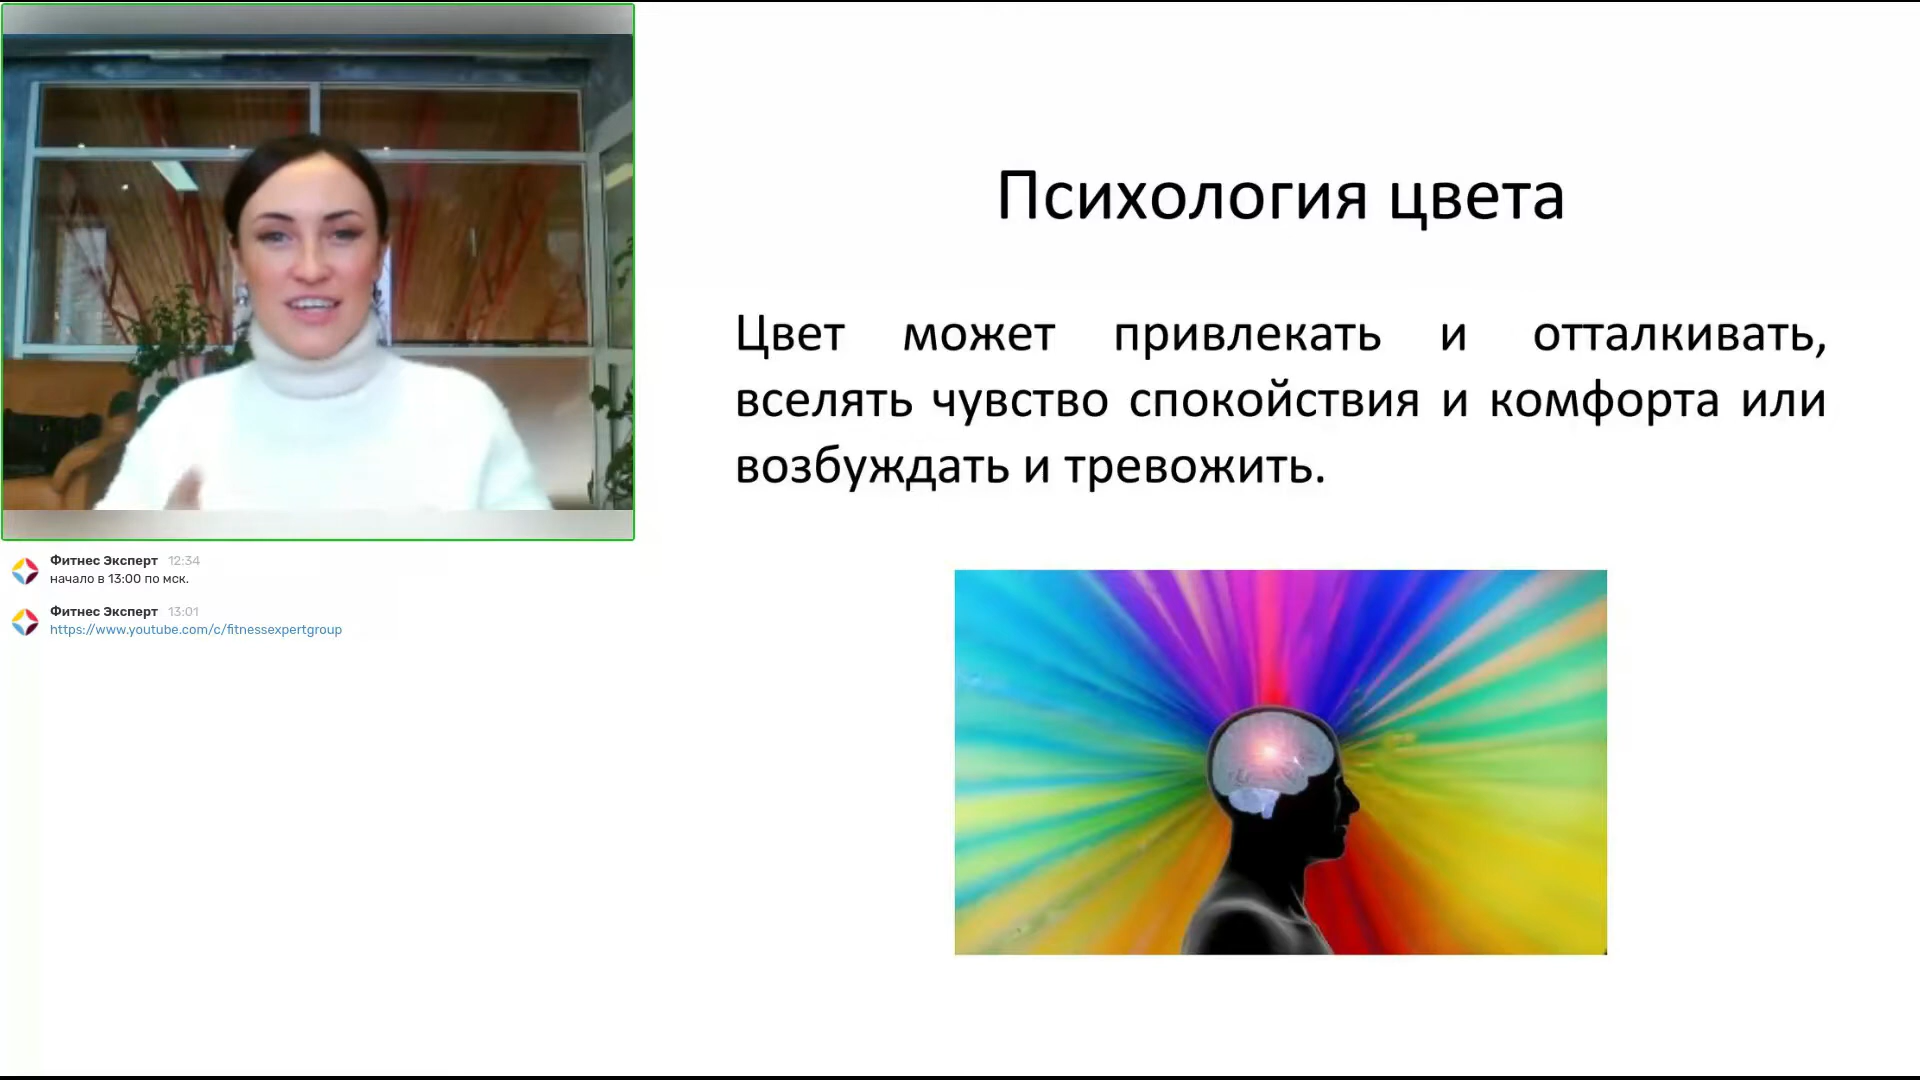 Психология цвета
Цвет может привлекать и отталкивать,
вселять чувство спокойствия и комфорта или
возбуждать и тревожить.
Фитнес Эксперт 12:34
начало в 13:00 по мск.
Фитнес Эксперт 13:01
https://www.youtube.com/c/fitnessexpertgroup